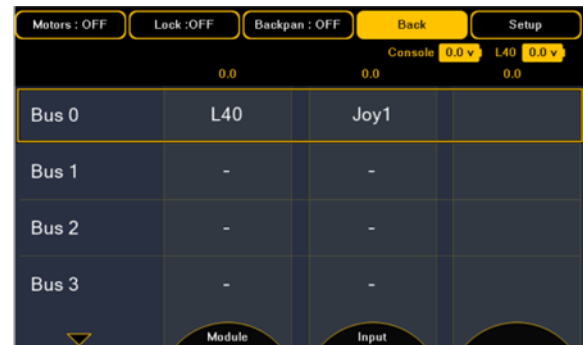 Motors : OFF Lock :OFF Backpan : OFF Back Setup
Console 0.0 v L40 0.0 v
0.0 0.0 0.0
Bus 0 L40 Joy1
Bus 1 - -
Bus 2 - -
Bus 3 - -
Module Input